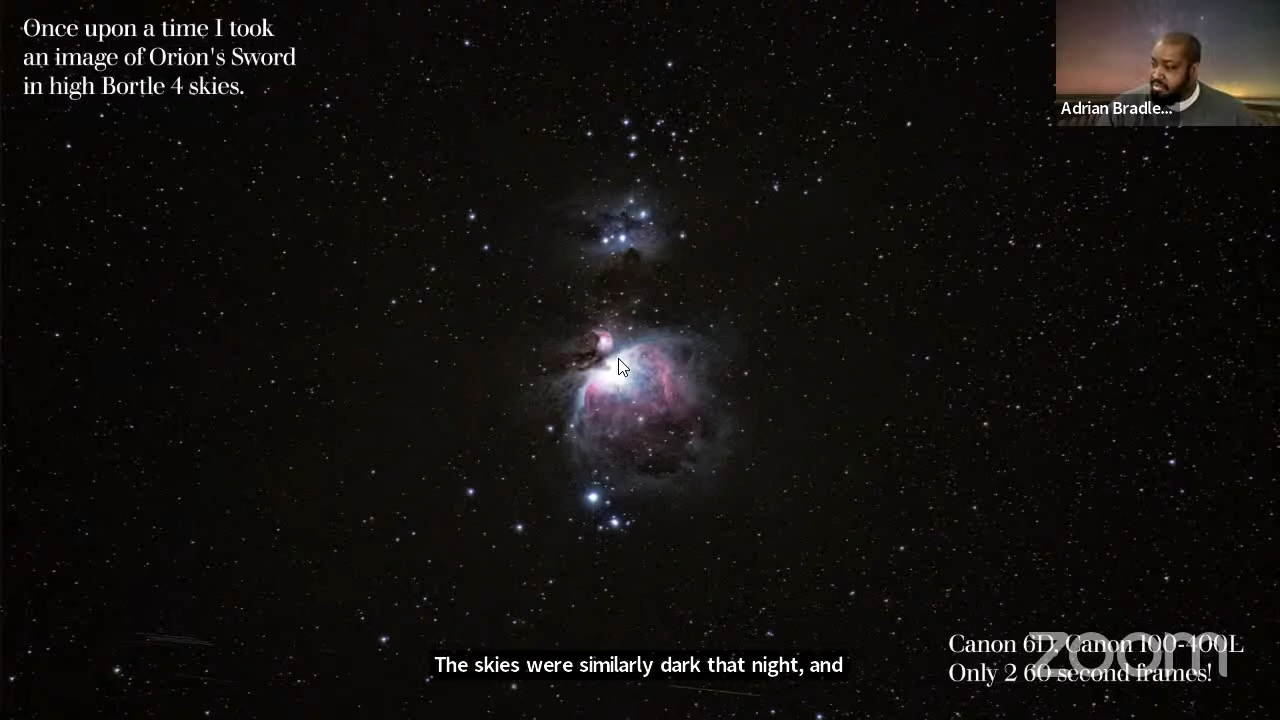 Once upon a time I took
an image of Orion's Sword
in high Bortle 4 skies.
Adrian Bradle...
Canon 6D, Canon 100-400L
Only 2 60 second frames!
zoom
The skies were similarly dark that night, and